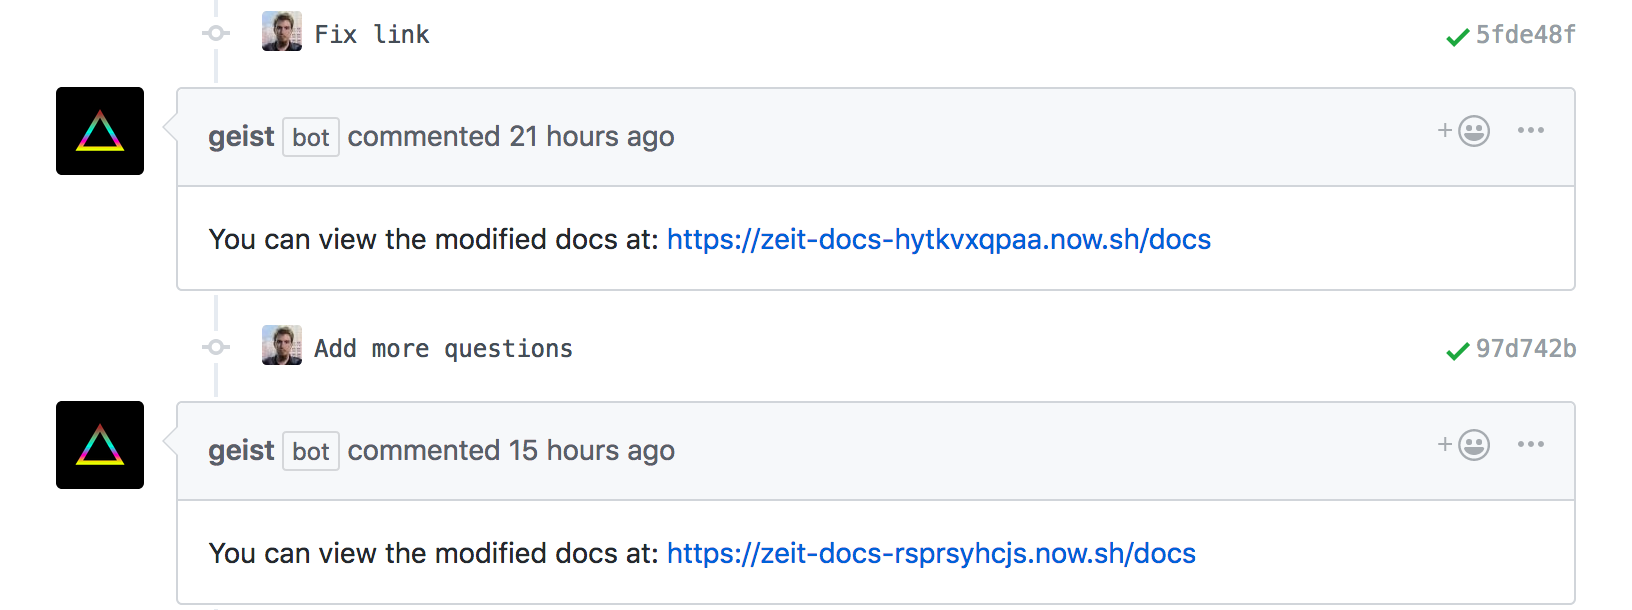 Fix link 5fde48f
geist bot commented 21 hours ago
You can view the modified docs at: https://zeit-docs-hytkvxqpaa.now.sh/docs
Add more questions 97d742b
geist bot commented 15 hours ago
You can view the modified docs at: https://zeit-docs-rsprsyhcjs.now.sh/docs